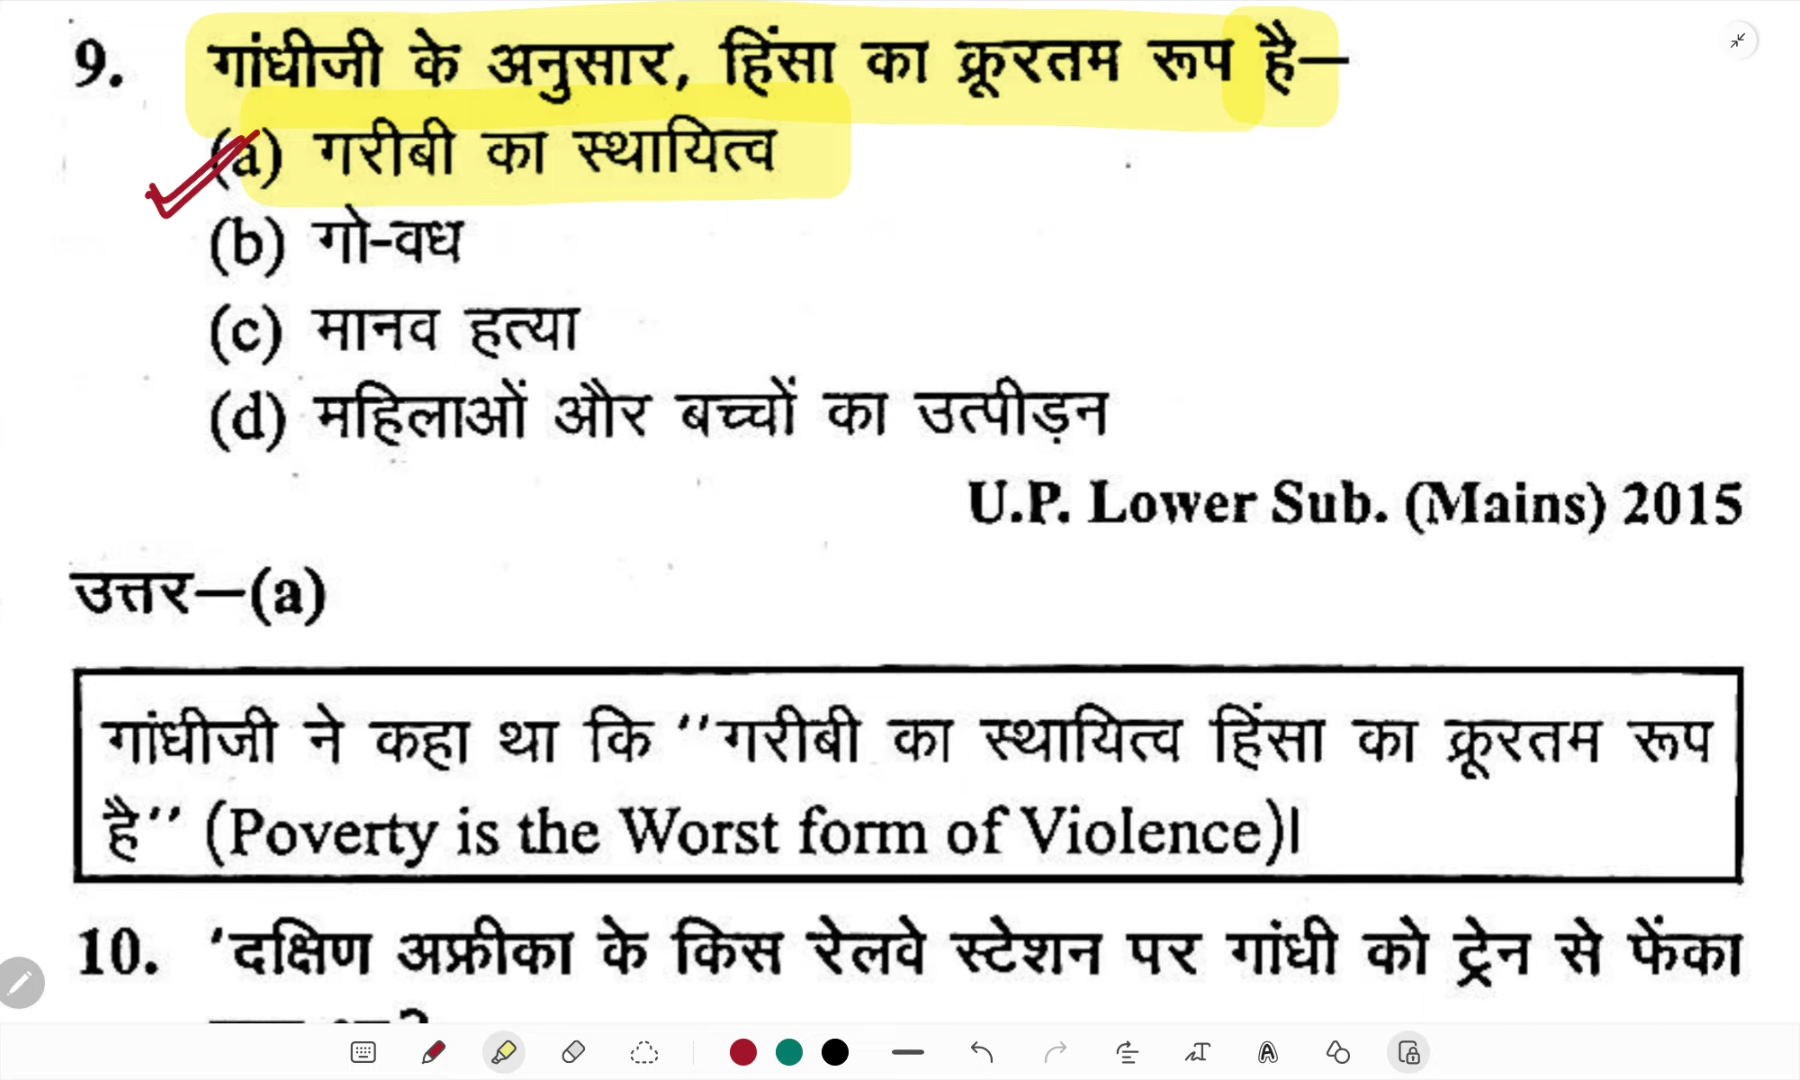 9. गांधीजी के अनुसार, हिंसा का क्रूरतम रूप है—
(a) गरीबी का स्थायित्व
(b) गो-वध
(c) मानव हत्या
(d) महिलाओं और बच्चों का उत्पीड़न
U.P. Lower Sub. (Mains) 2015
उत्तर—(a)
गांधीजी ने कहा था कि ''गरीबी का स्थायित्व हिंसा का क्रूरतम रूप
है'' (Poverty is the Worst form of Violence)।
10. 'दक्षिण अफ्रीका के किस रेलवे स्टेशन पर गांधी को ट्रेन से फेंका